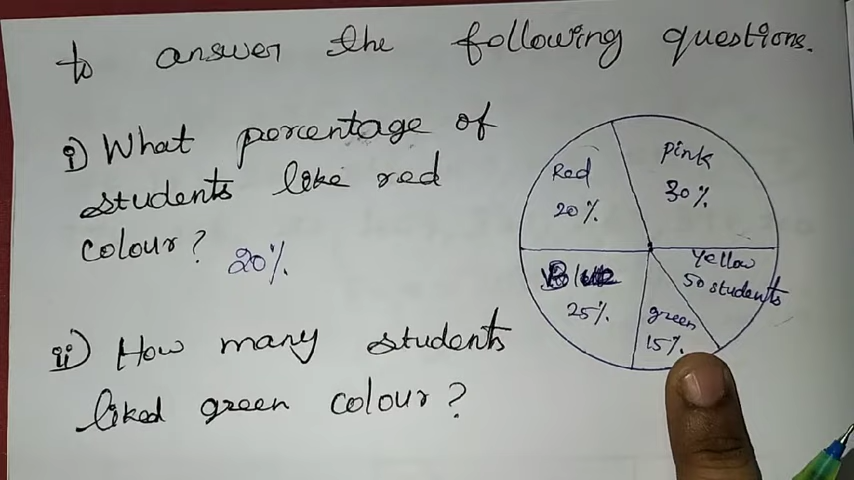 to answer the following questions.
i) What percentage of
students like red
colour? 20%
ii) How many students
liked green colour?
Red
20%
Pink
30%
Yellow
50 students
Blue
25%
green
15%